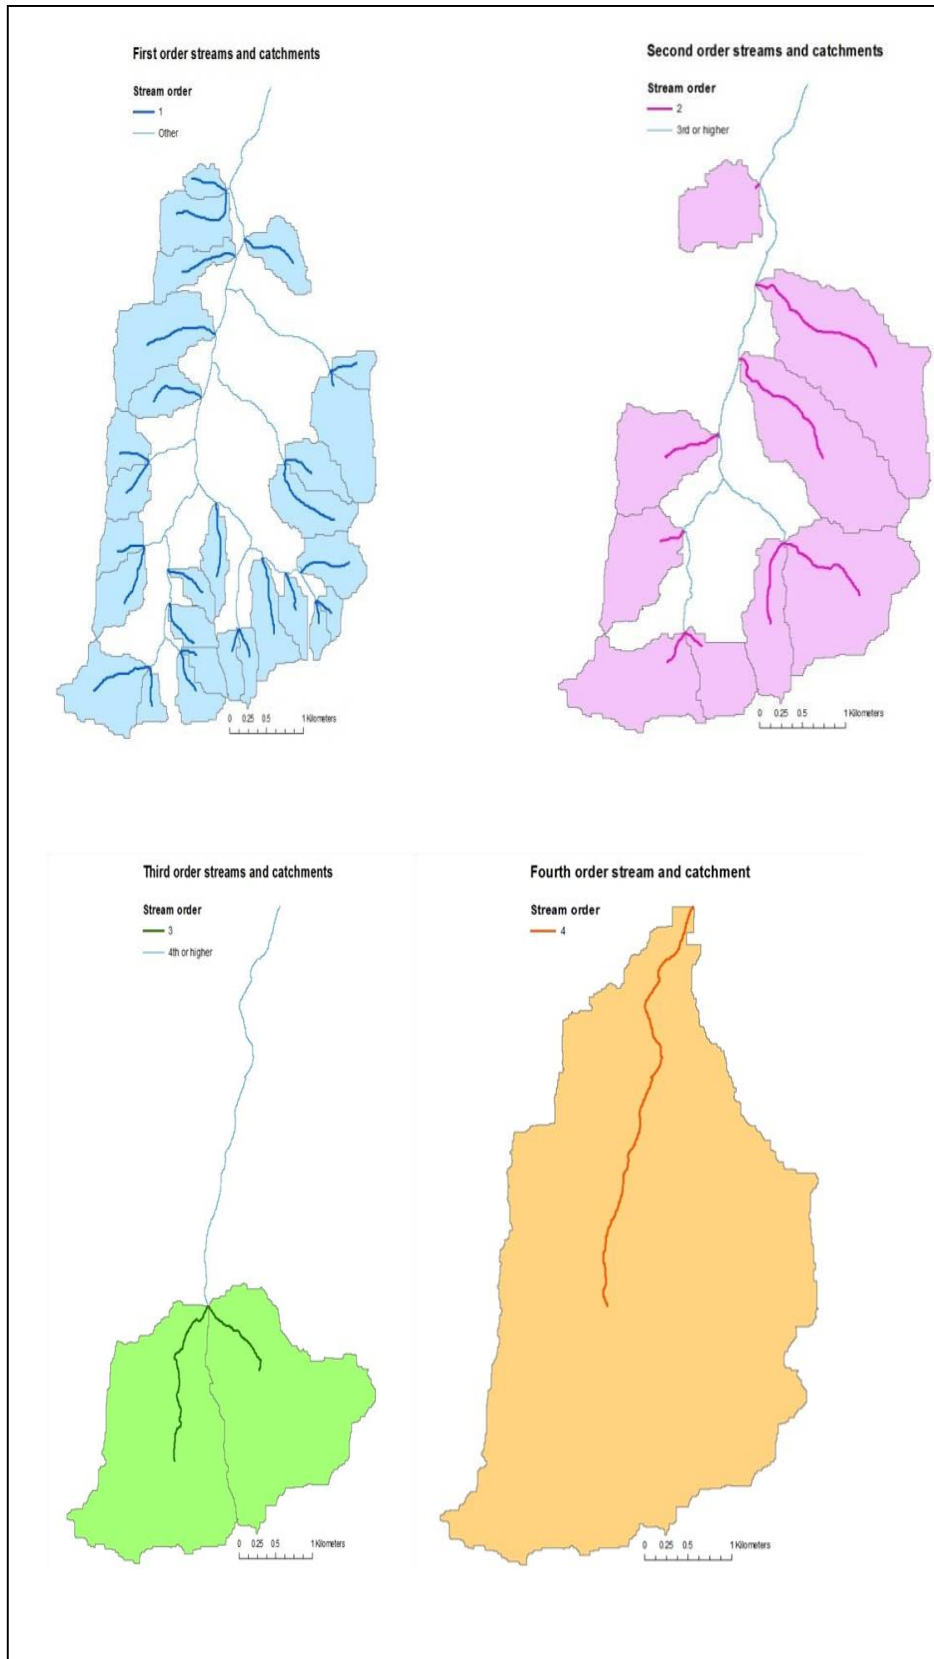 First order streams and catchments
Stream order
1
Other
0 0.25 0.5 1 Kilometers
Second order streams and catchments
Stream order
2
3rd or higher
0 0.25 0.5 1 Kilometers
Third order streams and catchments
Stream order
3
4th or higher
0 0.25 0.5 1 Kilometers
Fourth order stream and catchment
Stream order
4
0 0.25 0.5 1 Kilometers